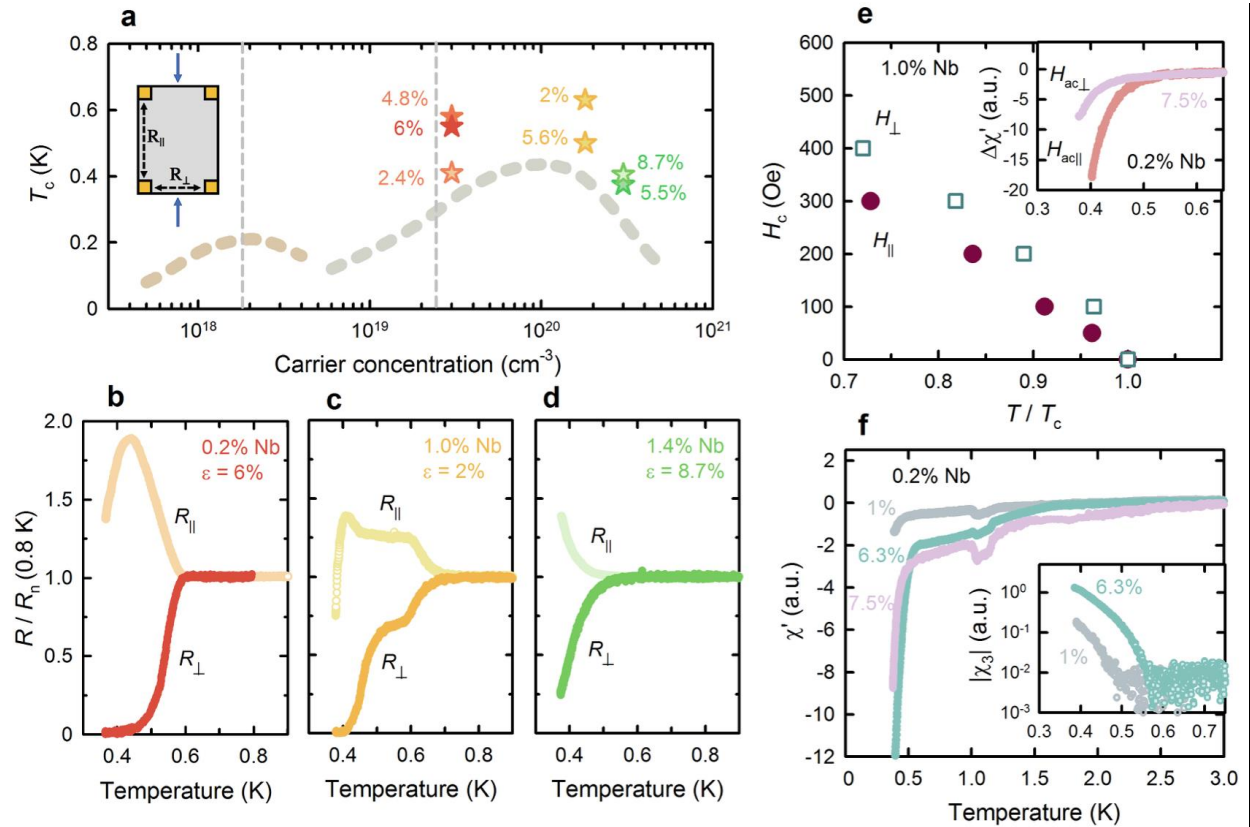 a
0.8
0.6
0.4
0.2
0
T_c (K)
R_∥
R_⊥
4.8%
6%
2.4%
2%
5.6%
8.7%
5.5%
10^18
10^19
10^20
10^21
Carrier concentration (cm^-3)
b
2.0
1.5
1.0
0.5
0
R / R_n (0.8 K)
0.2% Nb
ε = 6%
R_∥
R_⊥
0.4 0.6 0.8
Temperature (K)
c
1.0% Nb
ε = 2%
R_∥
R_⊥
0.4 0.6 0.8
Temperature (K)
d
1.4% Nb
ε = 8.7%
R_∥
R_⊥
0.4 0.6 0.8
Temperature (K)
e
600
500
400
300
200
100
0
H_c (Oe)
1.0% Nb
H_⊥
H_∥
0.7 0.8 0.9 1.0
T / T_c
0
-5
-10
-15
-20
Δχ' (a.u.)
H_ac⊥
7.5%
H_ac∥
0.2% Nb
0.3 0.4 0.5 0.6
f
2
0
-2
-4
-6
-8
-10
-12
χ' (a.u.)
0.2% Nb
1%
6.3%
7.5%
0 0.5 1.0 1.5 2.0 2.5 3.0
Temperature (K)
10^0
10^-1
10^-2
10^-3
|χ_3| (a.u.)
6.3%
1%
0.3 0.4 0.5 0.6 0.7